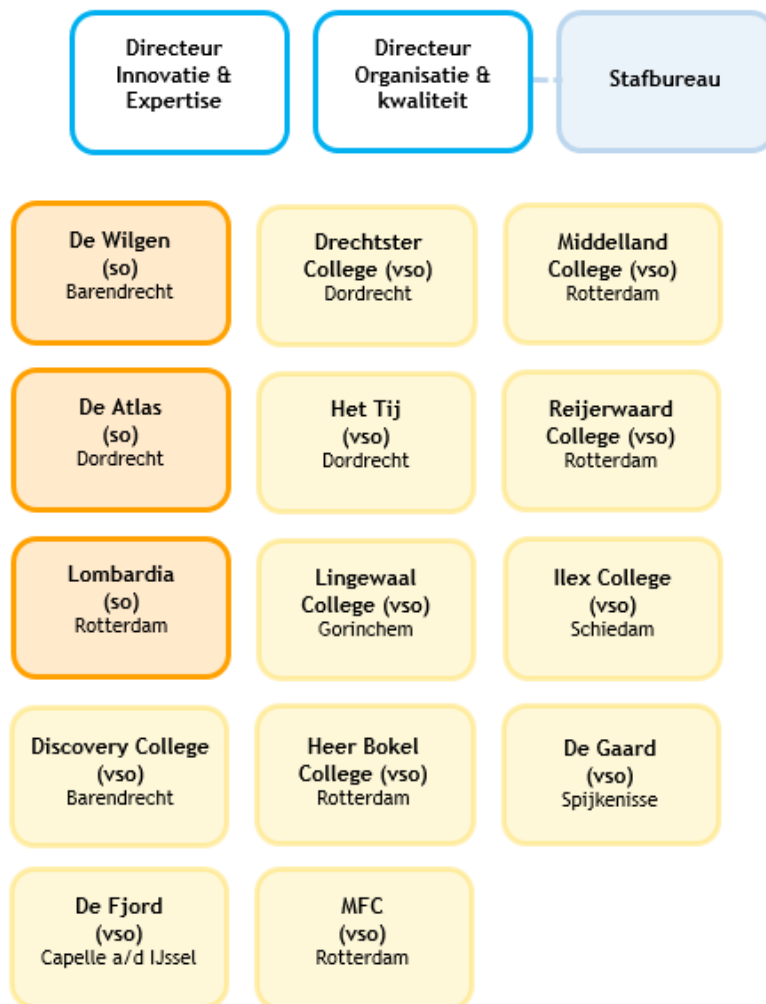 Directeur
Innovatie &
Expertise
Directeur
Organisatie &
kwaliteit
Stafbureau
De Wilgen
(so)
Barendrecht
Drechtster
College (vso)
Dordrecht
Middelland
College (vso)
Rotterdam
De Atlas
(so)
Dordrecht
Het Tij
(vso)
Dordrecht
Reijerwaard
College (vso)
Rotterdam
Lombardia
(so)
Rotterdam
Lingewaal
College (vso)
Gorinchem
Ilex College
(vso)
Schiedam
Discovery College
(vso)
Barendrecht
Heer Bokel
College (vso)
Rotterdam
De Gaard
(vso)
Spijkenisse
De Fjord
(vso)
Capelle a/d IJssel
MFC
(vso)
Rotterdam